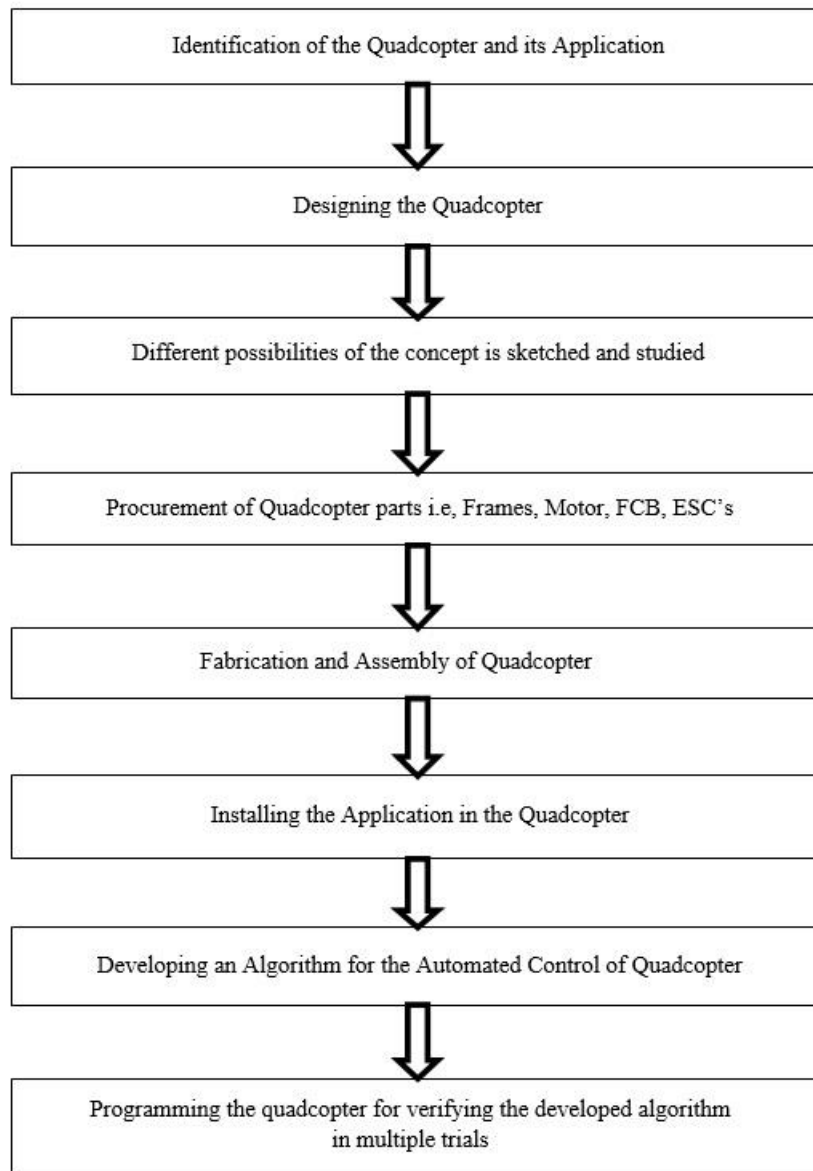 Identification of the Quadcopter and its Application
Designing the Quadcopter
Different possibilities of the concept is sketched and studied
Procurement of Quadcopter parts i.e, Frames, Motor, FCB, ESC’s
Fabrication and Assembly of Quadcopter
Installing the Application in the Quadcopter
Developing an Algorithm for the Automated Control of Quadcopter
Programming the quadcopter for verifying the developed algorithm
in multiple trials